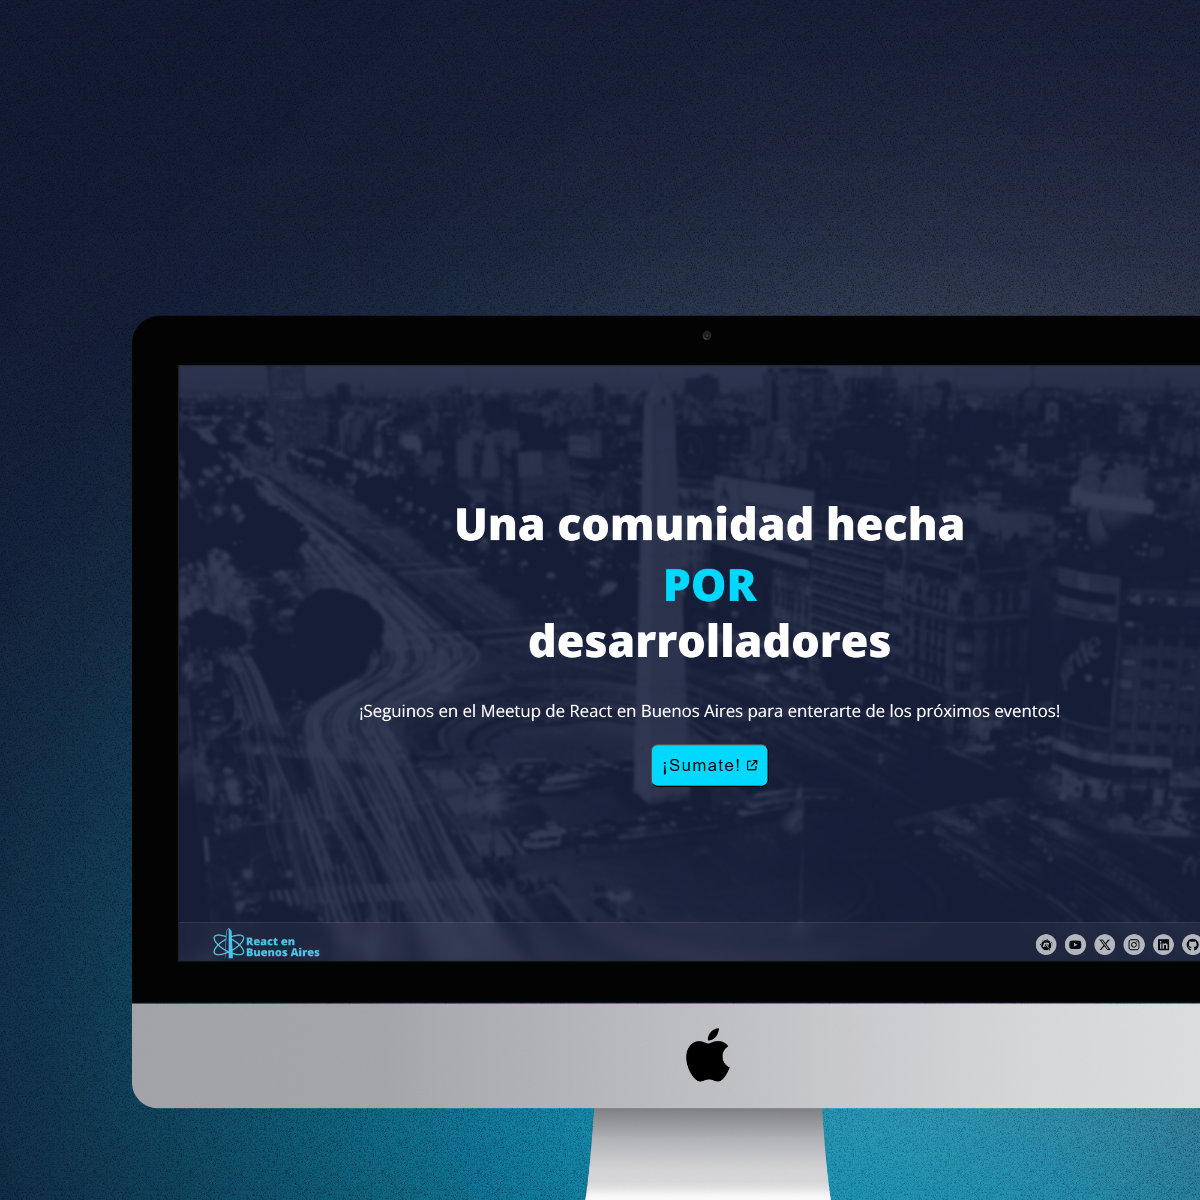 Una comunidad hecha
POR
desarrolladores
¡Seguinos en el Meetup de React en Buenos Aires para enterarte de los próximos eventos!
¡Sumate!
React en
Buenos Aires